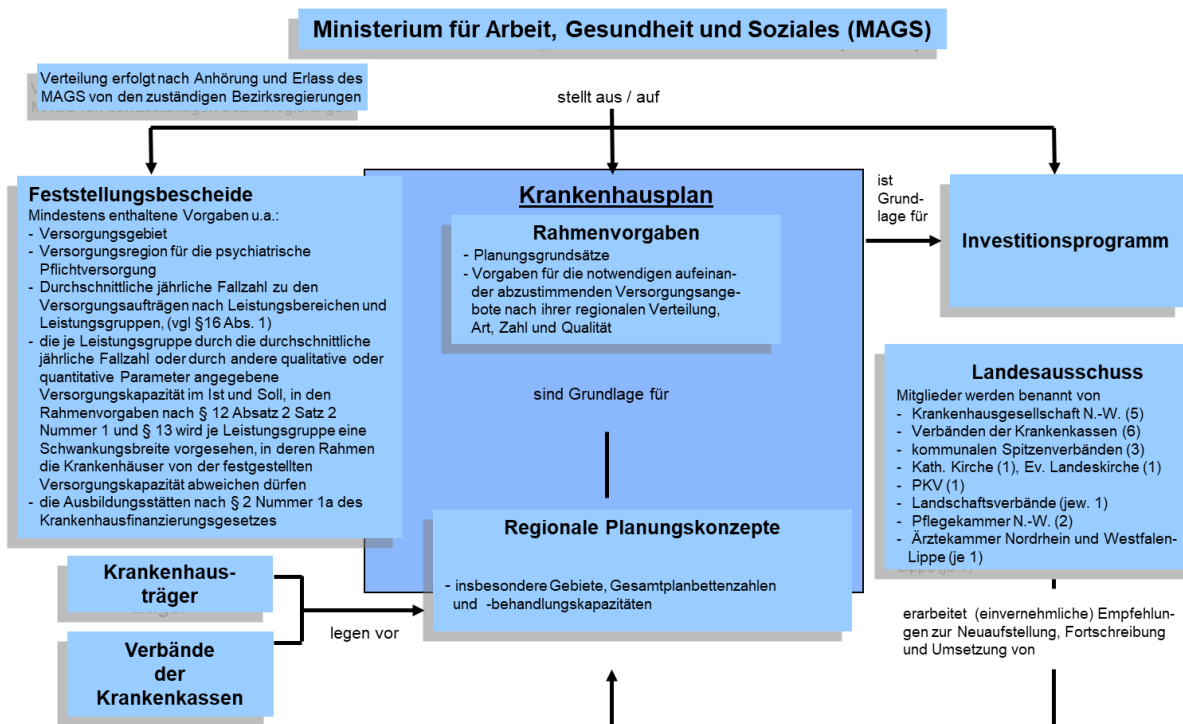 Ministerium für Arbeit, Gesundheit und Soziales (MAGS)
Verteilung erfolgt nach Anhörung und Erlass des
MAGS von den zuständigen Bezirksregierungen
stellt aus / auf
Feststellungsbescheide
Mindestens enthaltene Vorgaben u.a.:
- Versorgungsgebiet
- Versorgungsregion für die psychiatrische
Pflichtversorgung
- Durchschnittliche jährliche Fallzahl zu den
Versorgungsaufträgen nach Leistungsbereichen und
Leistungsgruppen, (vgl §16 Abs. 1)
- die je Leistungsgruppe durch die durchschnittliche
jährliche Fallzahl oder durch andere qualitative oder
quantitative Parameter angegebene
Versorgungskapazität im Ist und Soll, in den
Rahmenvorgaben nach § 12 Absatz 2 Satz 2
Nummer 1 und § 13 wird je Leistungsgruppe eine
Schwankungsbreite vorgesehen, in deren Rahmen
die Krankenhäuser von der festgestellten
Versorgungskapazität abweichen dürfen
- die Ausbildungsstätten nach § 2 Nummer 1a des
Krankenhausfinanzierungsgesetzes
Krankenhausplan
Rahmenvorgaben
- Planungsgrundsätze
- Vorgaben für die notwendigen aufeinan-
der abzustimmenden Versorgungsange-
bote nach ihrer regionalen Verteilung,
Art, Zahl und Qualität
sind Grundlage für
Regionale Planungskonzepte
- insbesondere Gebiete, Gesamtplanbettenzahlen
und -behandlungskapazitäten
ist
Grund-
lage für
Investitionsprogramm
Landesausschuss
Mitglieder werden benannt von
- Krankenhausgesellschaft N.-W. (5)
- Verbänden der Krankenkassen (6)
- kommunalen Spitzenverbänden (3)
- Kath. Kirche (1), Ev. Landeskirche (1)
- PKV (1)
- Landschaftsverbände (jew. 1)
- Pflegekammer N.-W. (2)
- Ärztekammer Nordrhein und Westfalen-
Lippe (je 1)
erarbeitet (einvernehmliche) Empfehlun-
gen zur Neuaufstellung, Fortschreibung
und Umsetzung von
Krankenhaus-
träger
legen vor
Verbände
der
Krankenkassen